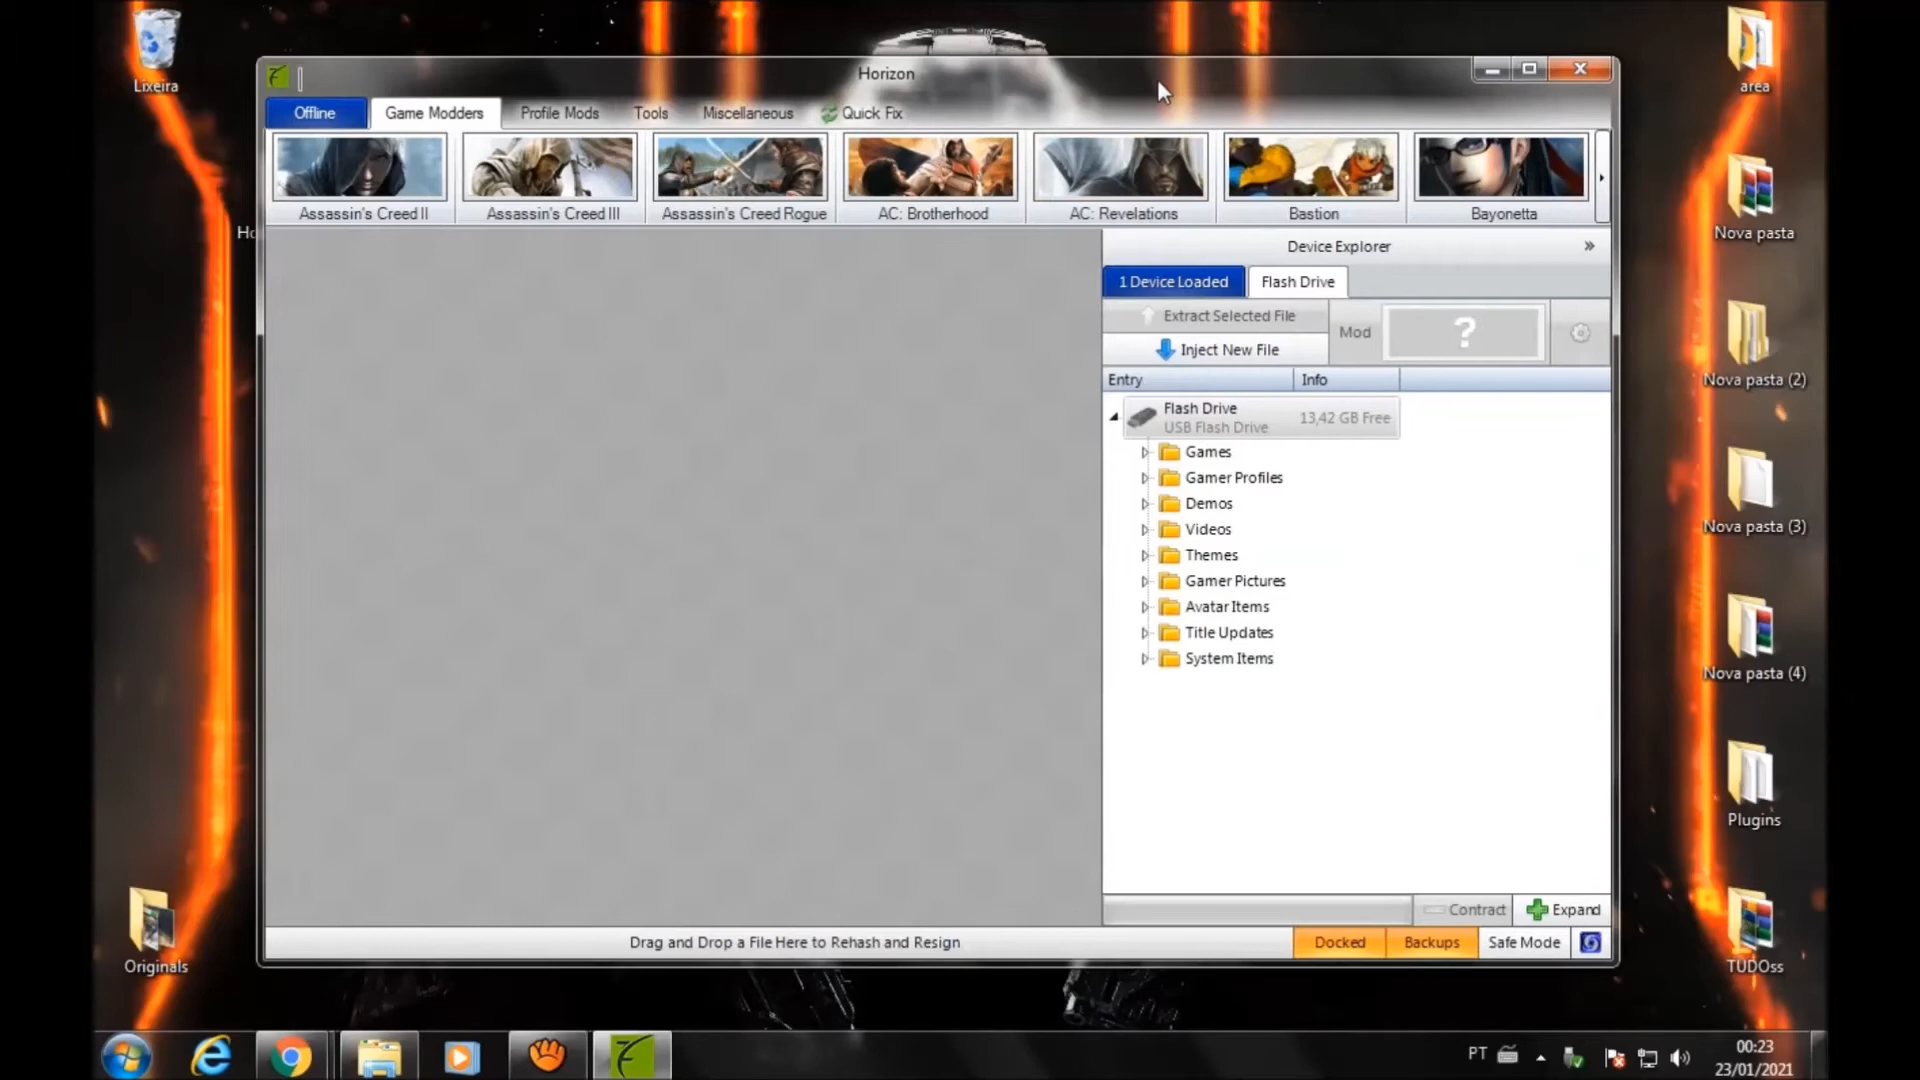 Lixeira
area
Horizon
Offline
Game Modders
Profile Mods
Tools
Miscellaneous
Quick Fix
Assassin's Creed II
Assassin's Creed III
Assassin's Creed Rogue
AC: Brotherhood
AC: Revelations
Bastion
Bayonetta
Ho
Nova pasta
Device Explorer
»
1 Device Loaded
Flash Drive
Extract Selected File
Inject New File
Mod
?
Entry
Info
Flash Drive
USB Flash Drive
13,42 GB Free
Games
Gamer Profiles
Demos
Videos
Themes
Gamer Pictures
Avatar Items
Title Updates
System Items
Nova pasta (2)
Nova pasta (3)
Nova pasta (4)
Plugins
TUDOss
Originals
Contract
Expand
Drag and Drop a File Here to Rehash and Resign
Docked
Backups
Safe Mode
PT
00:23
23/01/2021